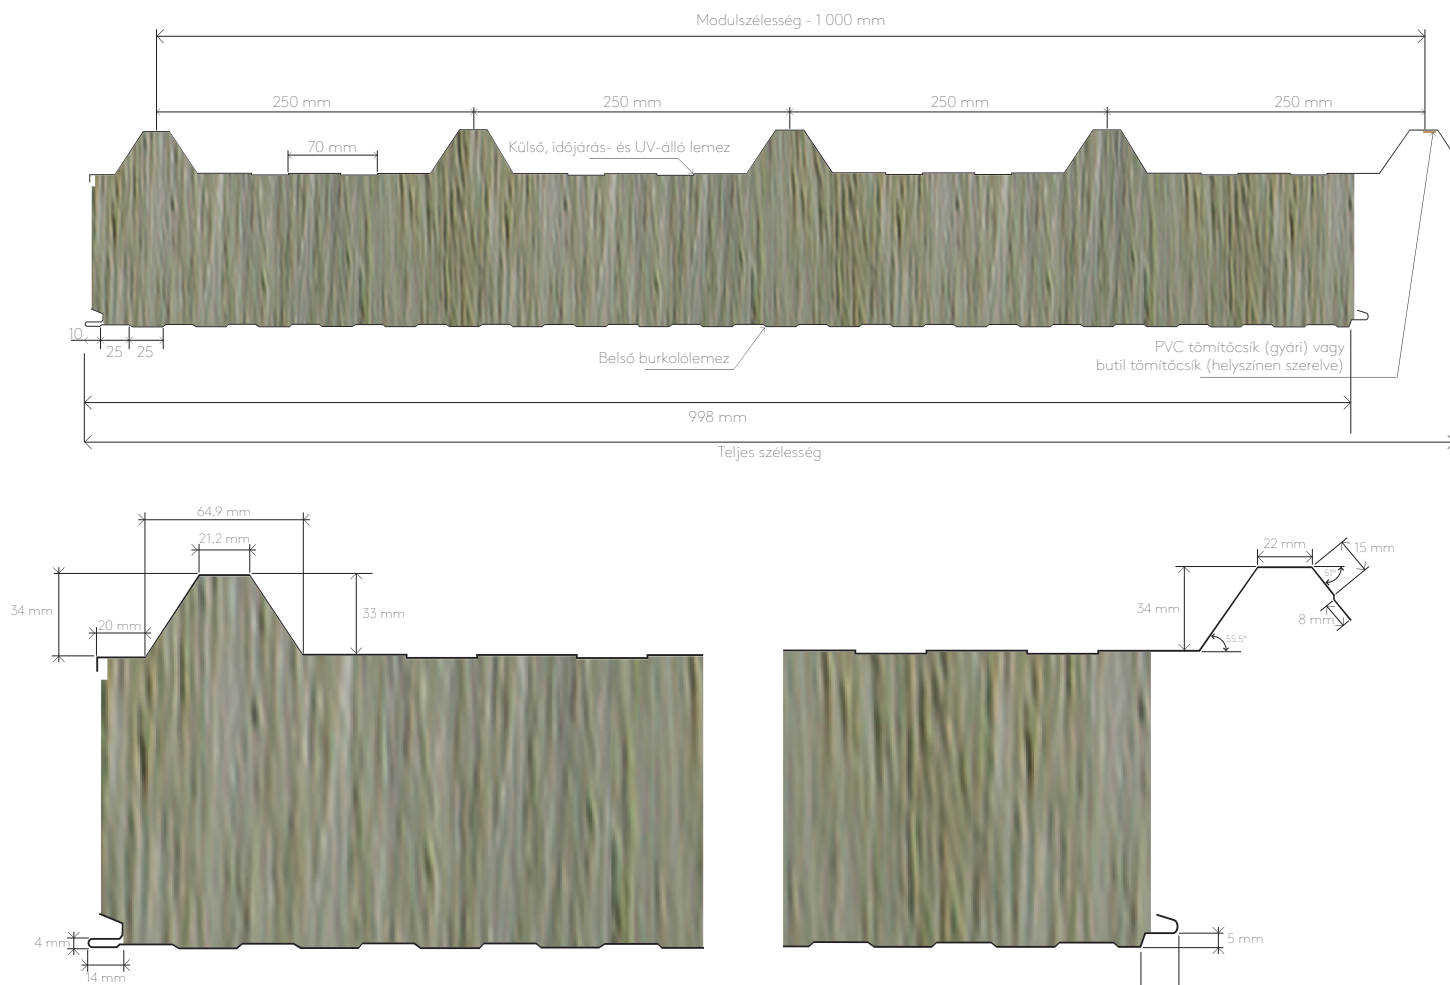 Modulszélesség - 1 000 mm
250 mm
250 mm
250 mm
250 mm
70 mm
Külső, időjárás- és UV-álló lemez
10
25
25
Belső burkolólemez
PVC tömítőcsík (gyári) vagy
butil tömítőcsík (helyszínen szerelve)
998 mm
Teljes szélesség
64.9 mm
21.2 mm
34 mm
20 mm
33 mm
4 mm
14 mm
22 mm
15 mm
51°
34 mm
8 mm
55.5°
5 mm